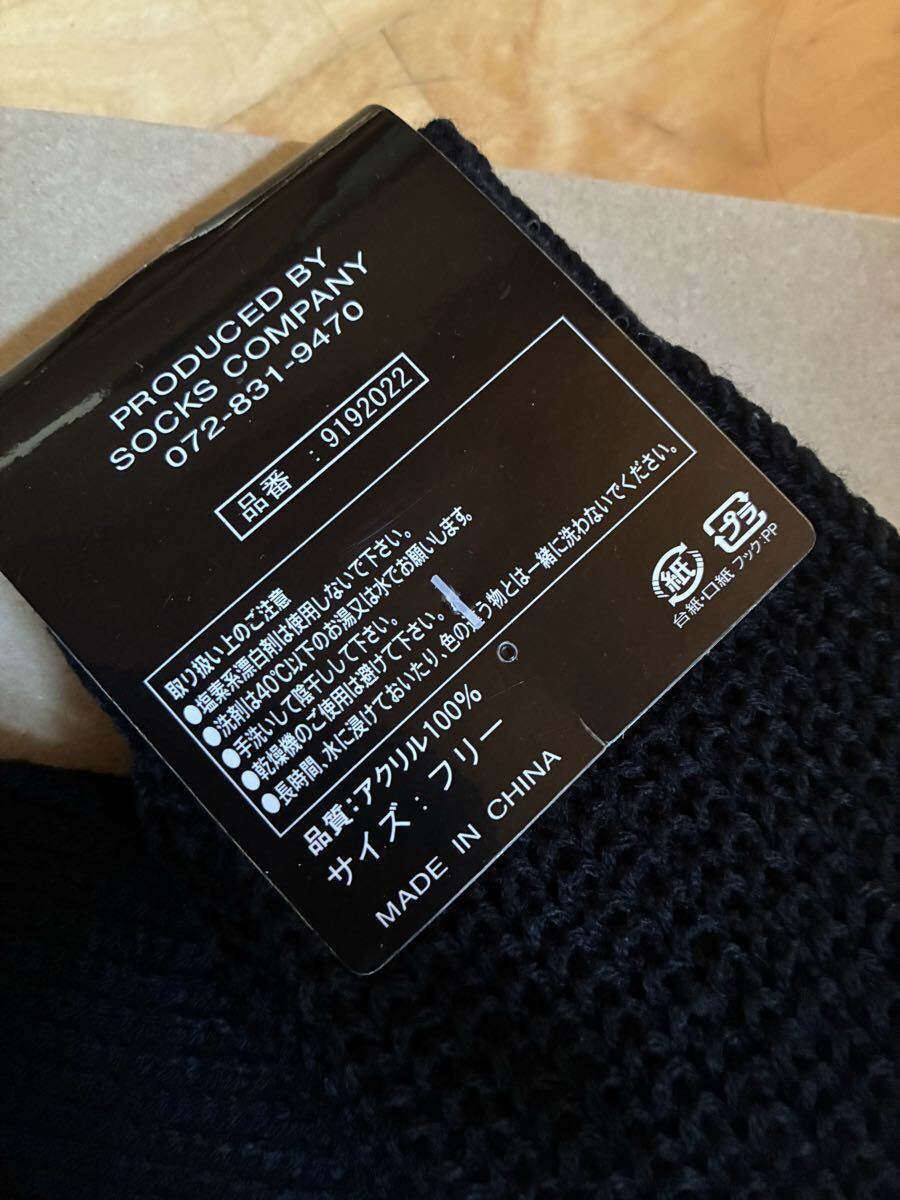 PRODUCED BY
SOCKS COMPANY
072-831-9470
品番 : 9192022
取り扱い上のご注意
●塩素系漂白剤は使用しないで下さい。
●洗剤は40℃以下のお湯又は水でお願いします。
●手洗いして陰干しして下さい。
●乾燥機のご使用は避けて下さい。
●長時間、水に浸けておいたり、色の う物とは一緒に洗わないでください。
品質：アクリル100%
サイズ：フリー
MADE IN CHINA
紙 プラ
台紙・口紙 フック:PP